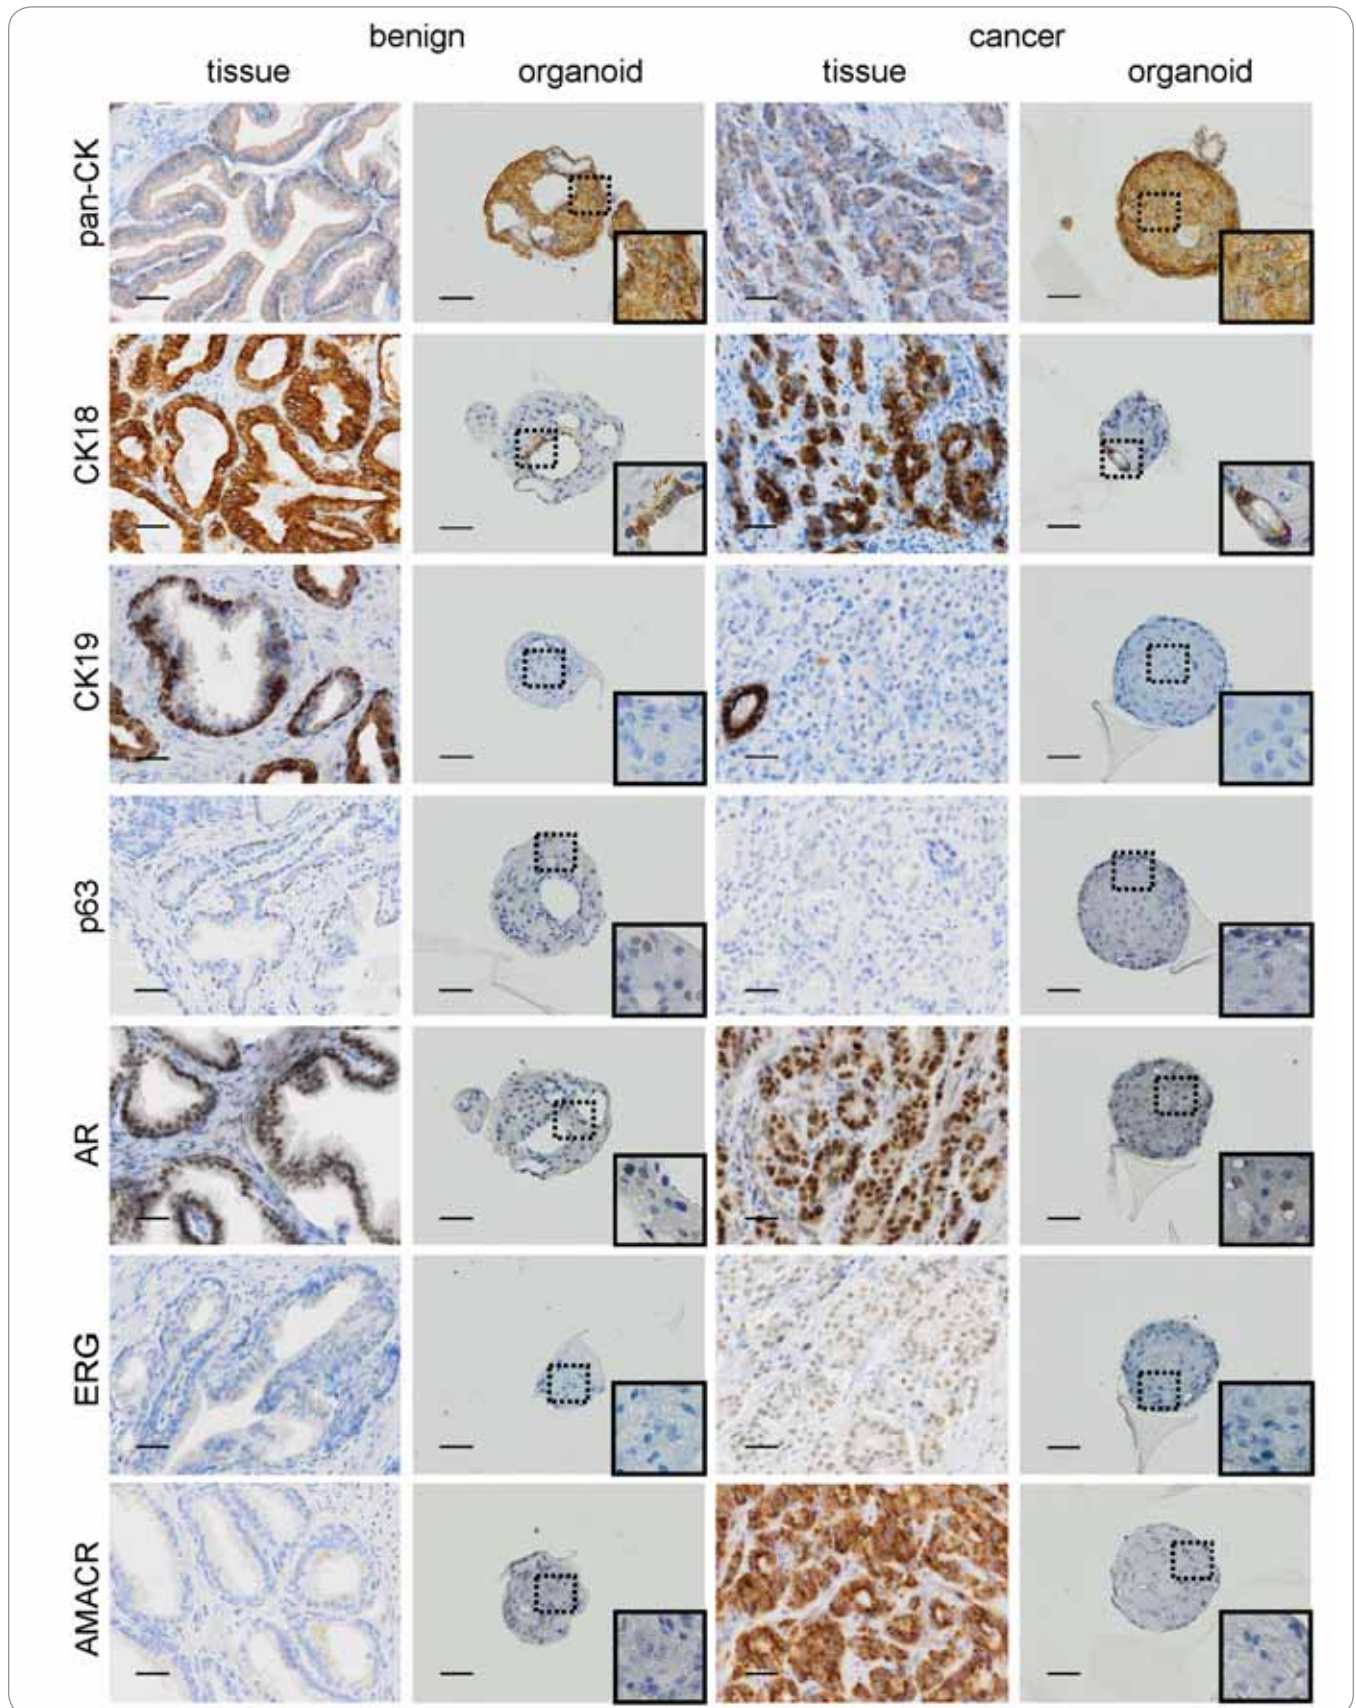 benign cancer
tissue organoid tissue organoid
pan-CK
CK18
CK19
p63
AR
ERG
AMACR